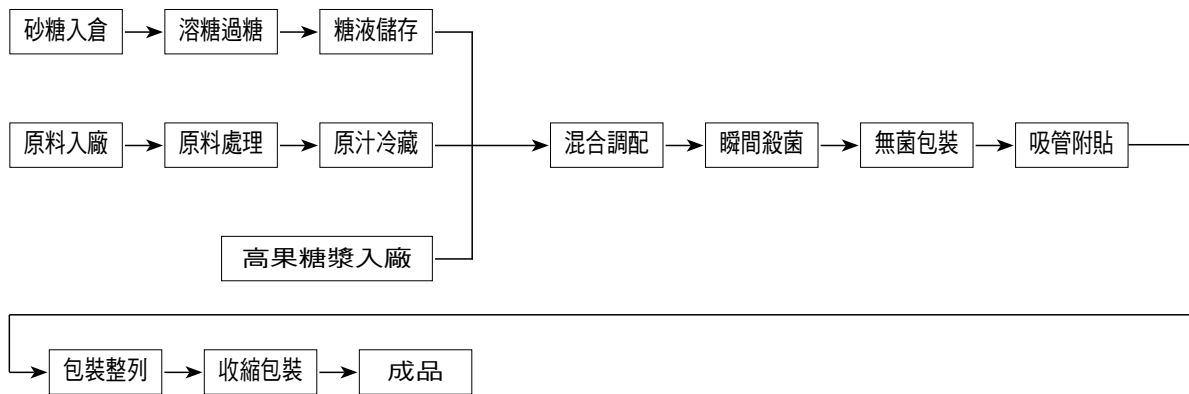 砂糖入倉
溶糖過糖
糖液儲存
原料入廠
原料處理
原汁冷藏
混合調配
瞬間殺菌
無菌包裝
吸管附貼
高果糖漿入廠
包裝整列
收縮包裝
成品